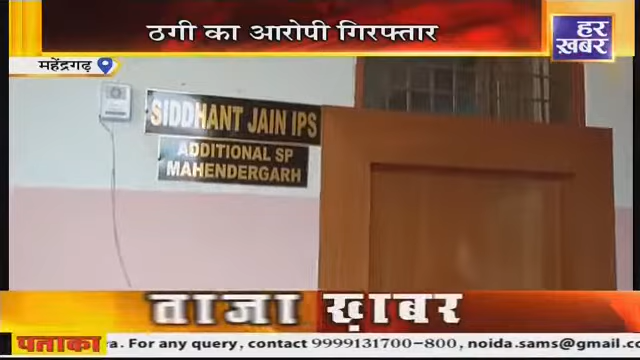 ठगी का आरोपी गिरफ्तार
हर
ख़बर
महेंद्रगढ़
SIDDHANT JAIN IPS
ADDITIONAL SP
MAHENDERGARH
ताजा ख़ाबर
पताका
ra. For any query, contact 9999131700-800, noida.sams@gmail.co